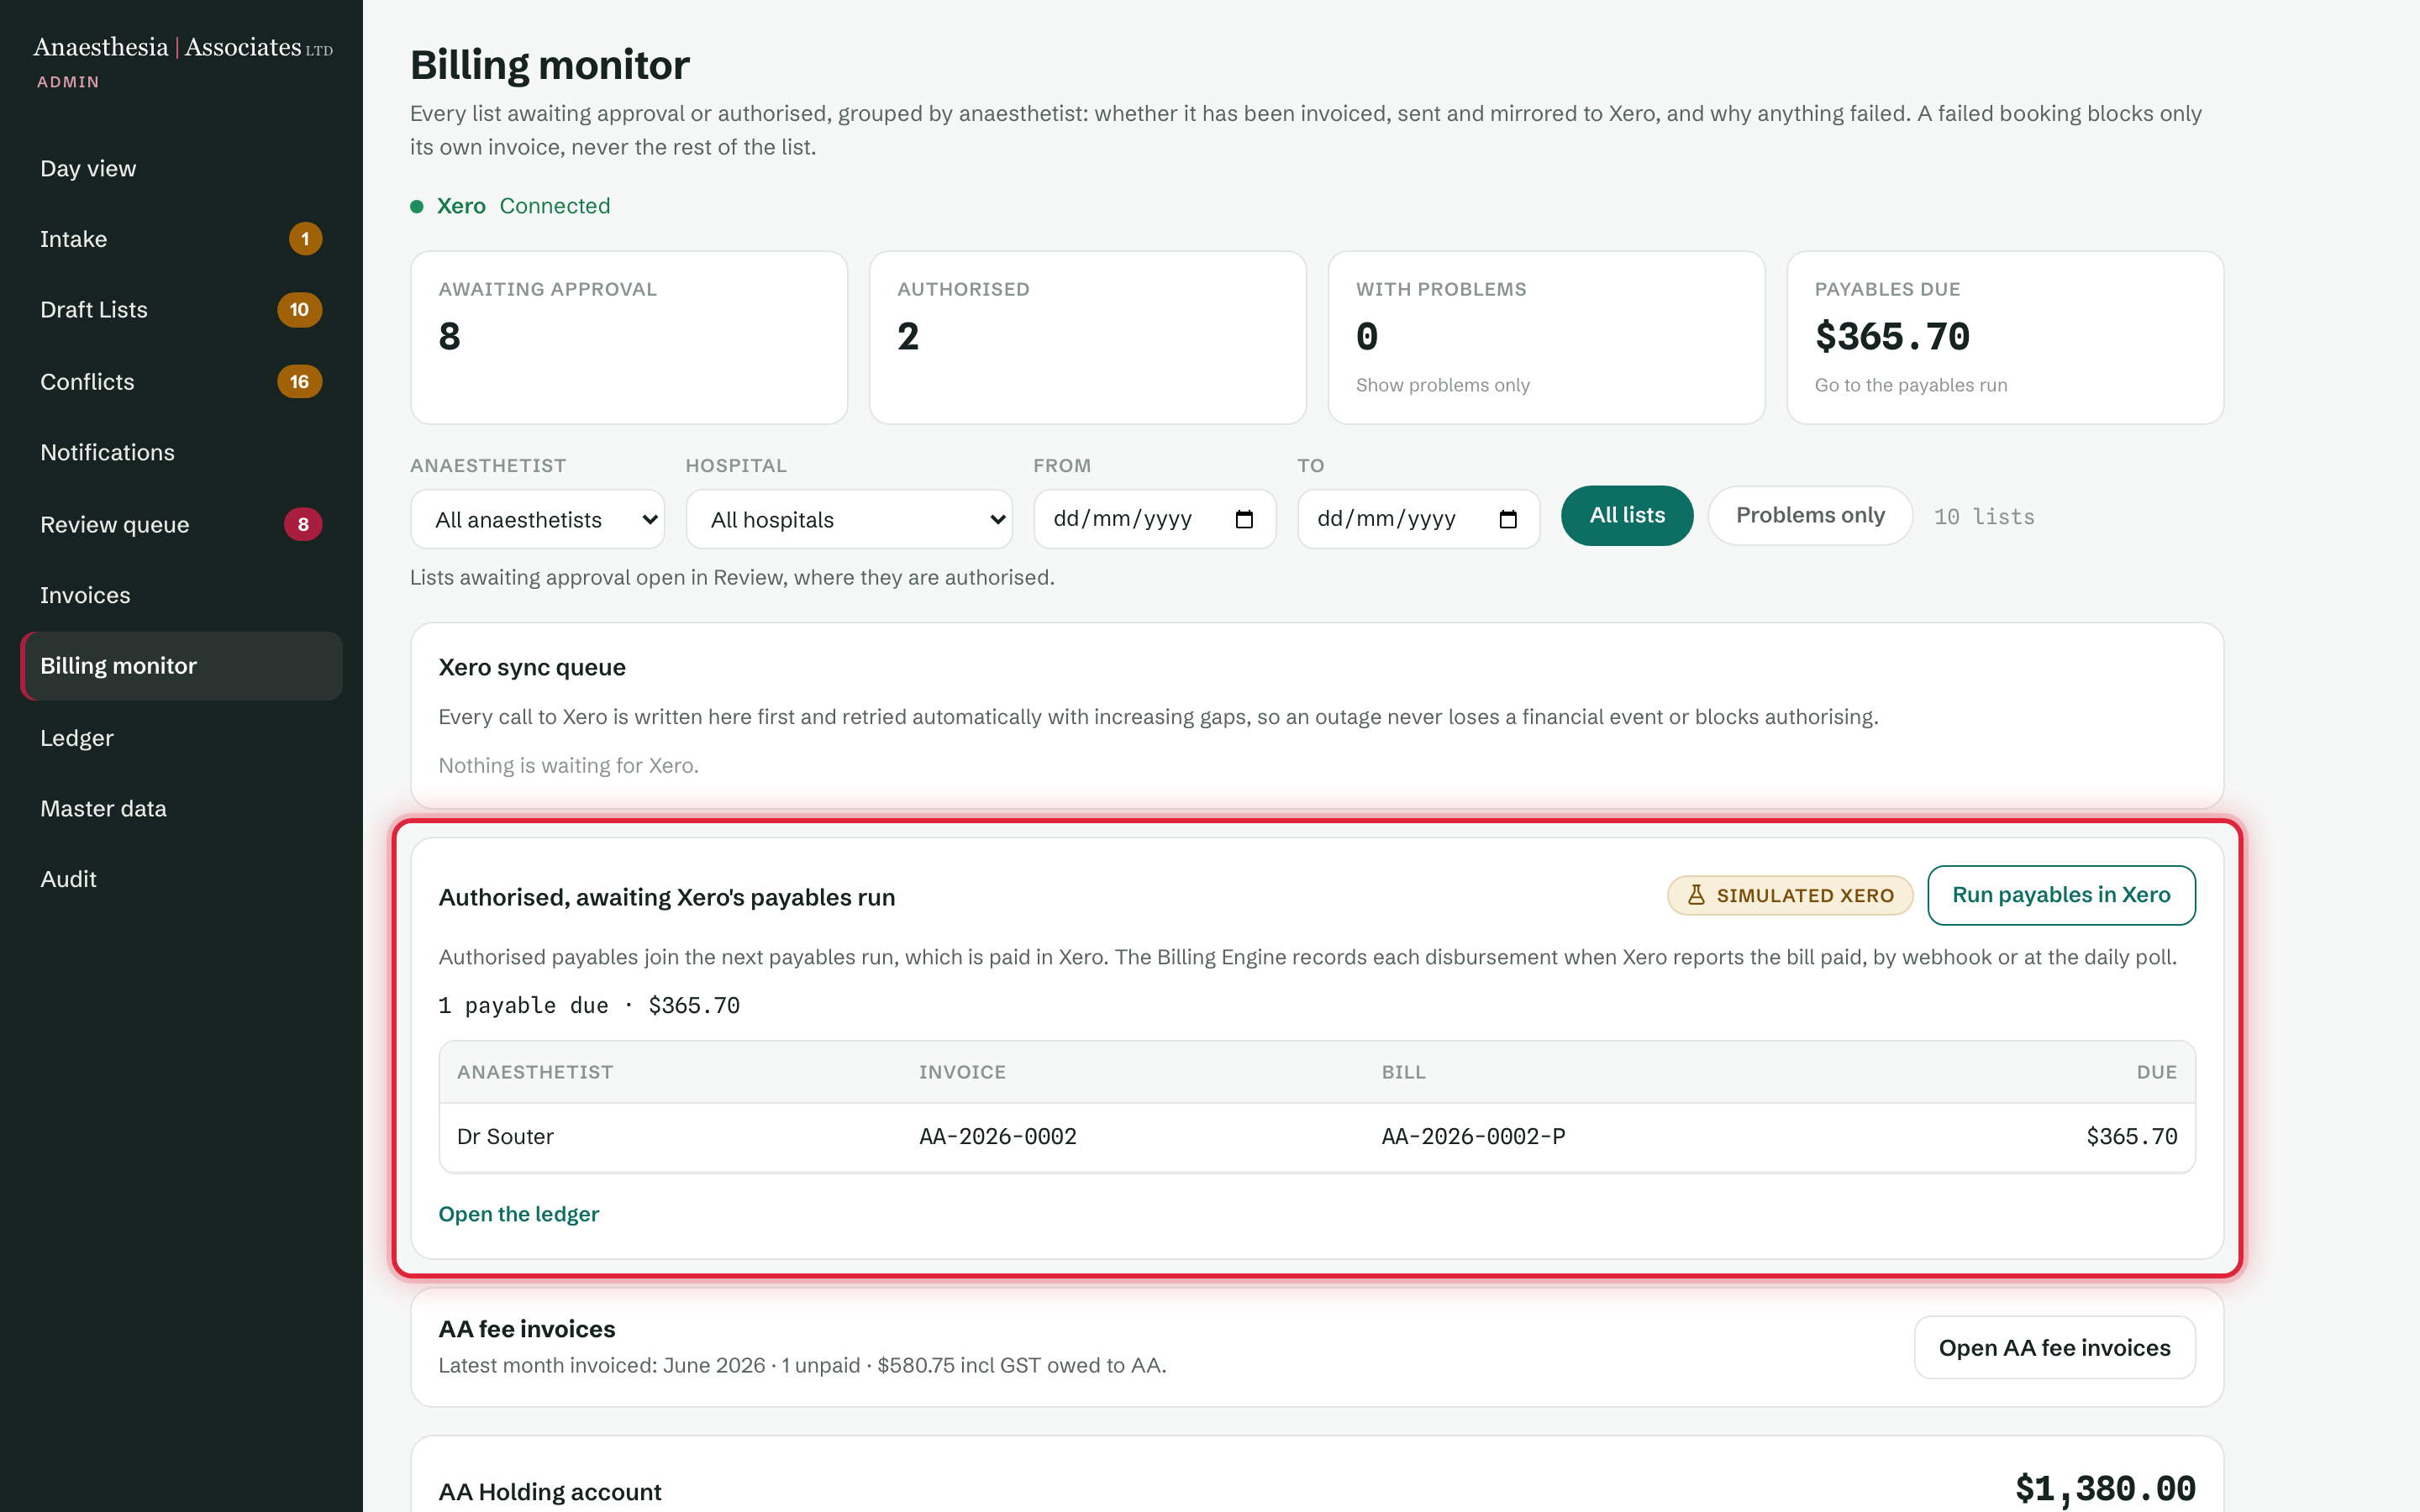 Anaesthesia | Associates LTD
ADMIN
Day view
Intake 1
Draft Lists 10
Conflicts 16
Notifications
Review queue 8
Invoices
Billing monitor
Ledger
Master data
Audit
Billing monitor
Every list awaiting approval or authorised, grouped by anaesthetist: whether it has been invoiced, sent and mirrored to Xero, and why anything failed. A failed booking blocks only
its own invoice, never the rest of the list.
Xero Connected
AWAITING APPROVAL
8
AUTHORISED
2
WITH PROBLEMS
0
Show problems only
PAYABLES DUE
$365.70
Go to the payables run
ANAESTHETIST HOSPITAL FROM TO
All anaesthetists All hospitals dd/mm/yyyy dd/mm/yyyy All lists Problems only 10 lists
Lists awaiting approval open in Review, where they are authorised.
Xero sync queue
Every call to Xero is written here first and retried automatically with increasing gaps, so an outage never loses a financial event or blocks authorising.
Nothing is waiting for Xero.
Authorised, awaiting Xero's payables run SIMULATED XERO Run payables in Xero
Authorised payables join the next payables run, which is paid in Xero. The Billing Engine records each disbursement when Xero reports the bill paid, by webhook or at the daily poll.
1 payable due · $365.70
ANAESTHETIST INVOICE BILL DUE
Dr Souter AA-2026-0002 AA-2026-0002-P $365.70
Open the ledger
AA fee invoices
Latest month invoiced: June 2026 · 1 unpaid · $580.75 incl GST owed to AA.
Open AA fee invoices
AA Holding account $1,380.00